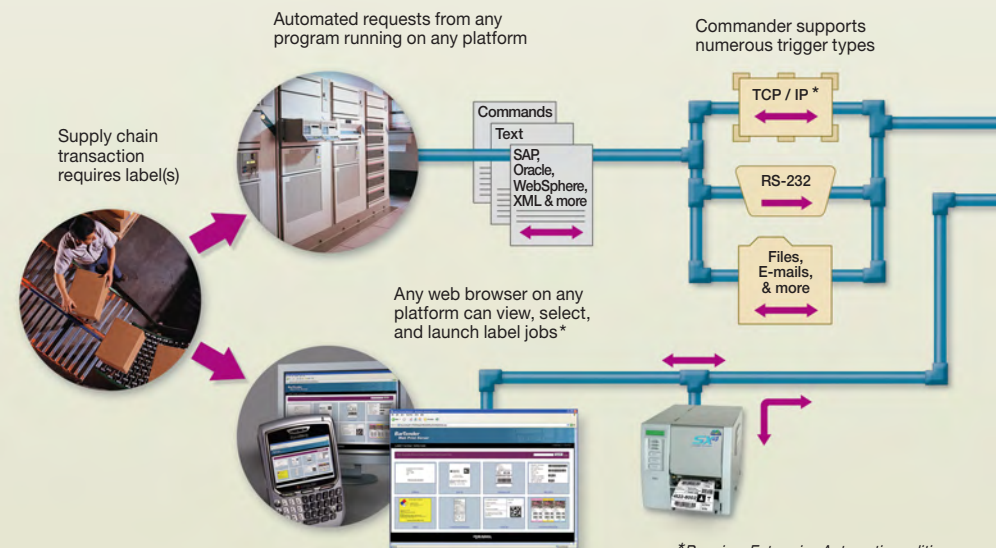 Automated requests from any
program running on any platform
Commander supports
numerous trigger types
Supply chain
transaction
requires label(s)
Commands
Text
SAP,
Oracle,
WebSphere,
XML & more
TCP / IP *
RS-232
Files,
E-mails,
& more
Any web browser on any
platform can view, select,
and launch label jobs*
BarTender